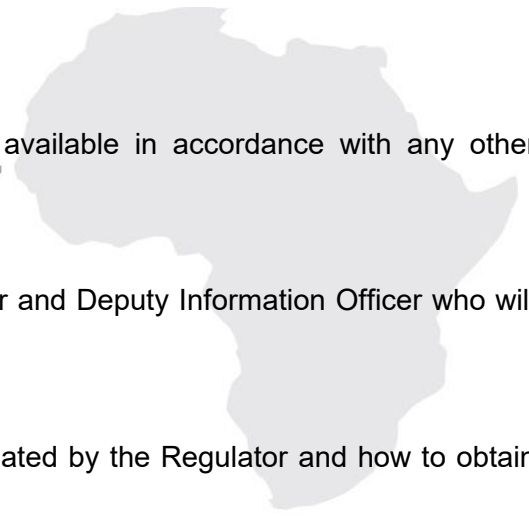 available in accordance with any other
r and Deputy Information Officer who wil
ated by the Regulator and how to obtain